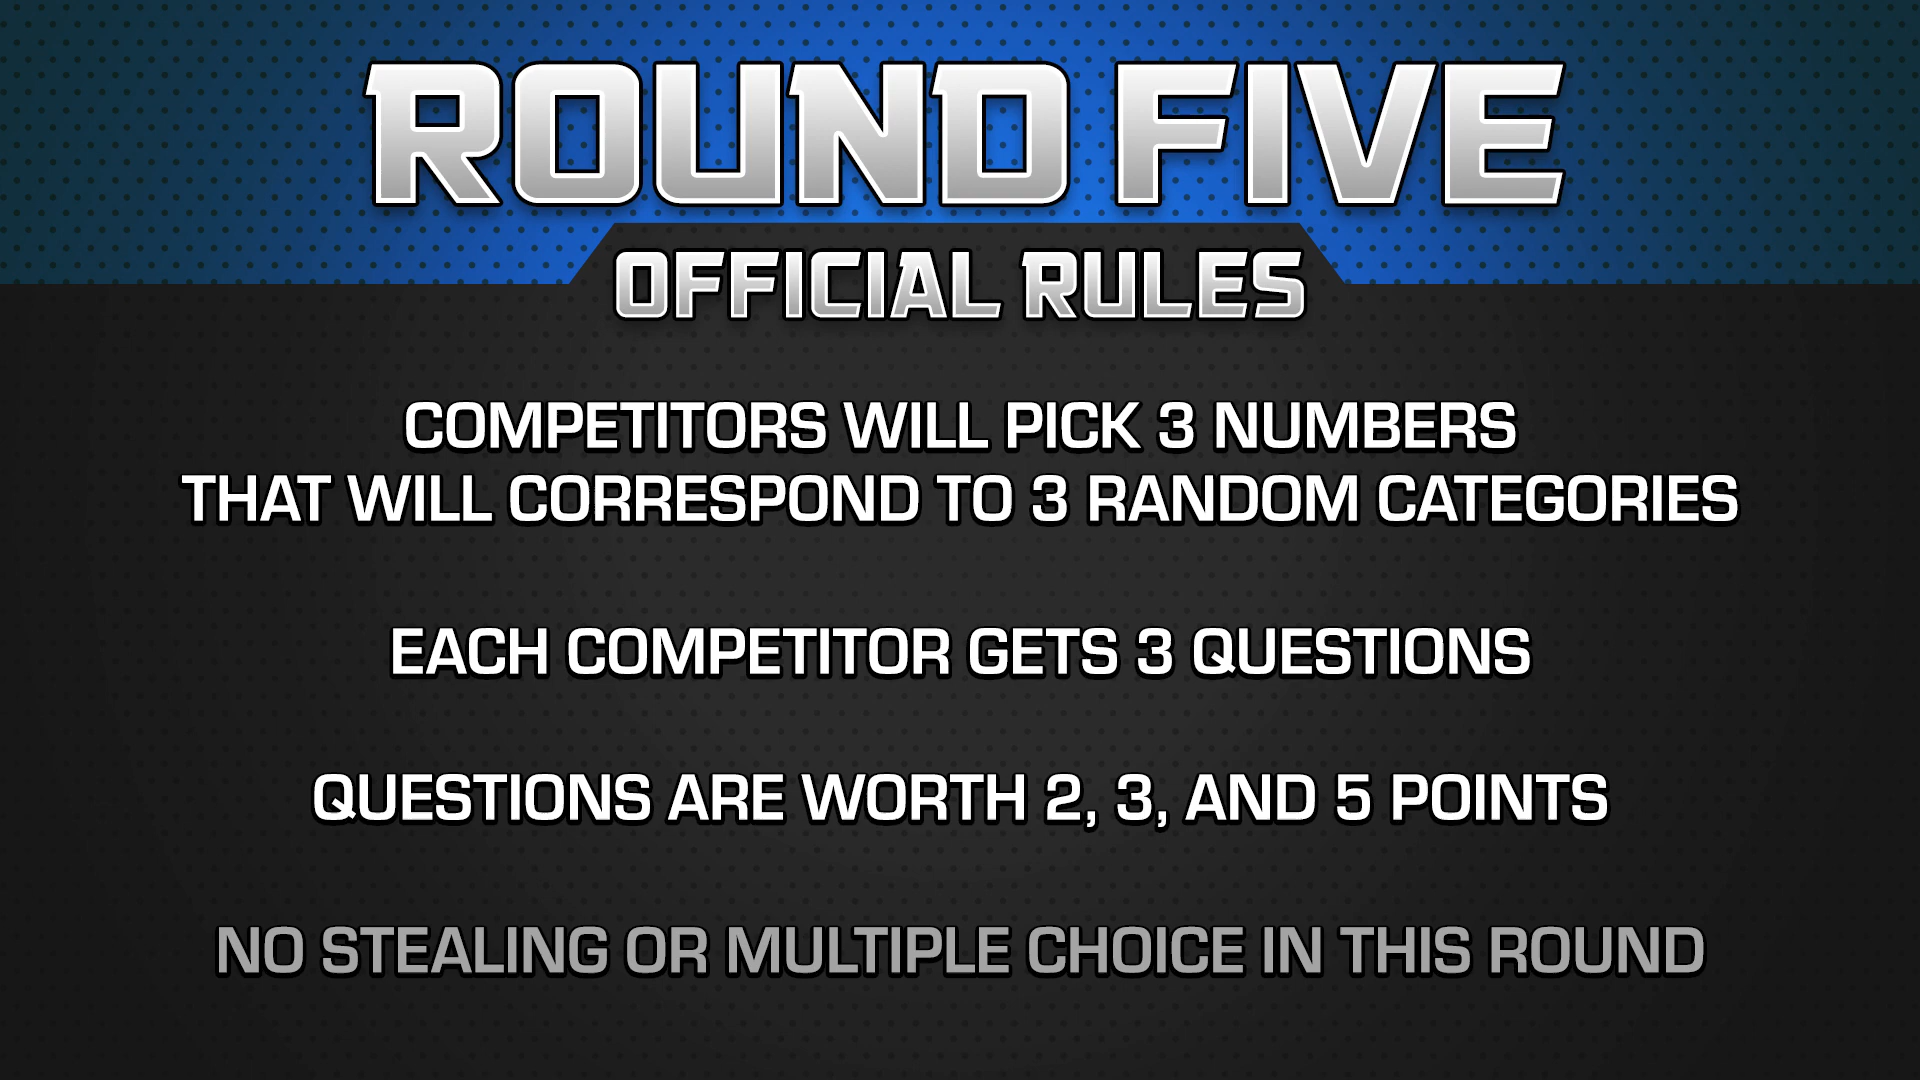 ROUND FIVE
OFFICIAL RULES
COMPETITORS WILL PICK 3 NUMBERS
THAT WILL CORRESPOND TO 3 RANDOM CATEGORIES
EACH COMPETITOR GETS 3 QUESTIONS
QUESTIONS ARE WORTH 2, 3, AND 5 POINTS
NO STEALING OR MULTIPLE CHOICE IN THIS ROUND